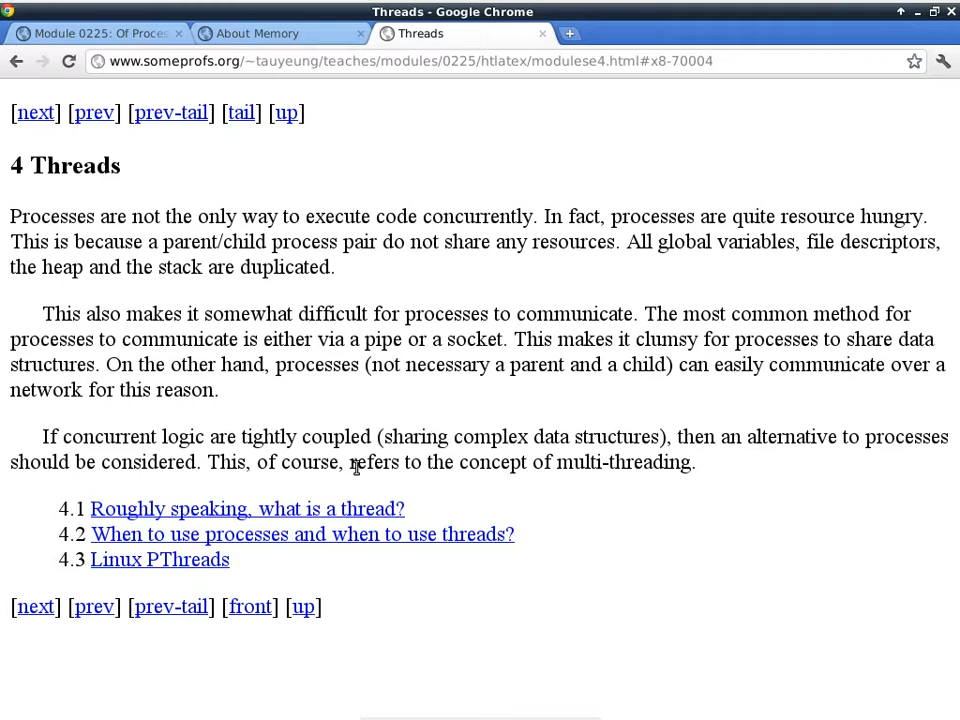 Threads - Google Chrome
Module 0225: Of Proces
About Memory
Threads
www.someprofs.org/~tauyeung/teaches/modules/0225/htlatex/modulese4.html#x8-70004
[next] [prev] [prev-tail] [tail] [up]
4 Threads
Processes are not the only way to execute code concurrently. In fact, processes are quite resource hungry.
This is because a parent/child process pair do not share any resources. All global variables, file descriptors,
the heap and the stack are duplicated.
This also makes it somewhat difficult for processes to communicate. The most common method for
processes to communicate is either via a pipe or a socket. This makes it clumsy for processes to share data
structures. On the other hand, processes (not necessary a parent and a child) can easily communicate over a
network for this reason.
If concurrent logic are tightly coupled (sharing complex data structures), then an alternative to processes
should be considered. This, of course, refers to the concept of multi-threading.
4.1 Roughly speaking, what is a thread?
4.2 When to use processes and when to use threads?
4.3 Linux PThreads
[next] [prev] [prev-tail] [front] [up]